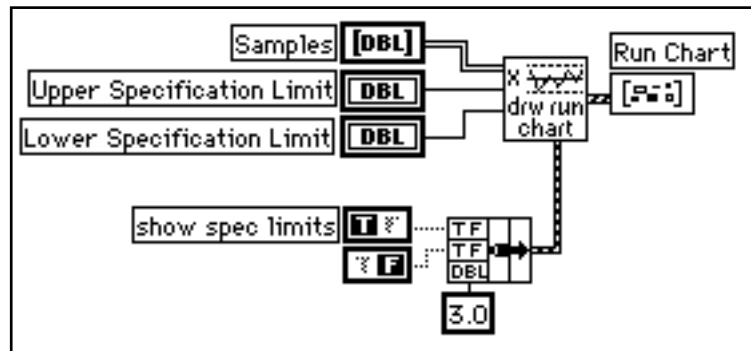 Samples [DBL]
Run Chart
Upper Specification Limit DBL
X
drw run
chart
Lower Specification Limit DBL
show spec limits T
TF
F
TF
DBL
3.0